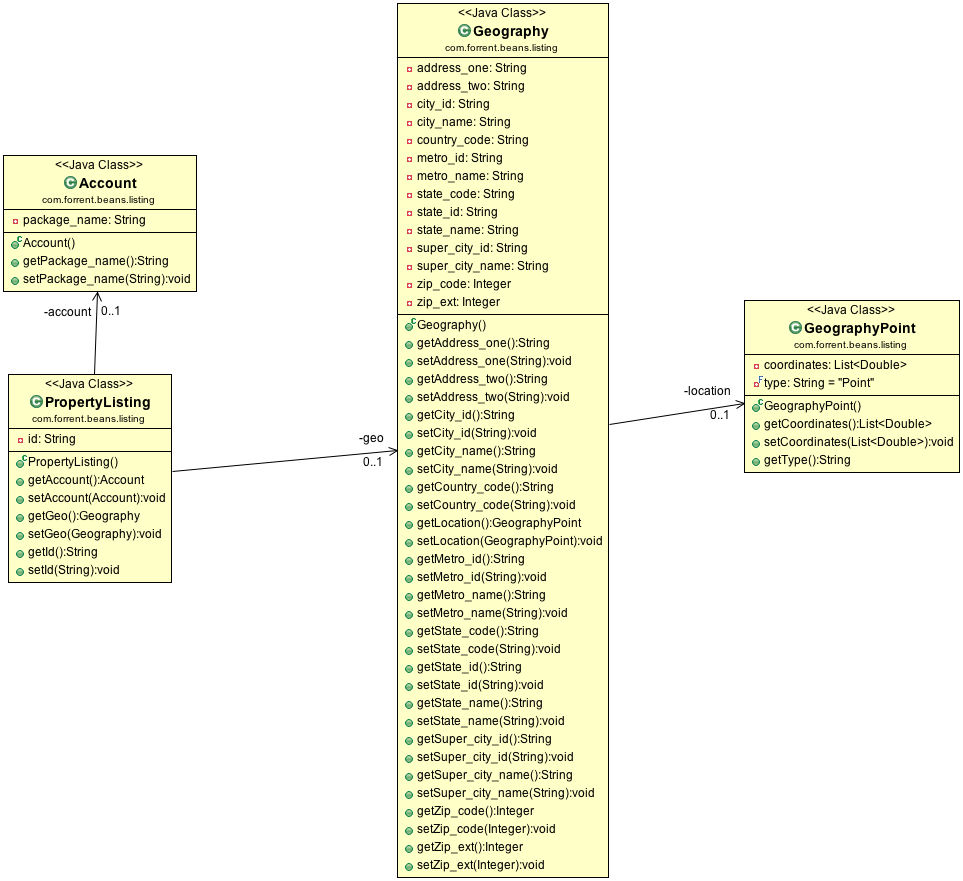 <<Java Class>>
Account
com.forrent.beans.listing
package_name: String
Account()
getPackage_name():String
setPackage_name(String):void
-account
0..1
<<Java Class>>
PropertyListing
com.forrent.beans.listing
id: String
PropertyListing()
getAccount():Account
setAccount(Account):void
getGeo():Geography
setGeo(Geography):void
getId():String
setId(String):void
-geo
0..1
<<Java Class>>
Geography
com.forrent.beans.listing
address_one: String
address_two: String
city_id: String
city_name: String
country_code: String
metro_id: String
metro_name: String
state_code: String
state_id: String
state_name: String
super_city_id: String
super_city_name: String
zip_code: Integer
zip_ext: Integer
Geography()
getAddress_one():String
setAddress_one(String):void
getAddress_two():String
setAddress_two(String):void
getCity_id():String
setCity_id(String):void
getCity_name():String
setCity_name(String):void
getCountry_code():String
setCountry_code(String):void
getLocation():GeographyPoint
setLocation(GeographyPoint):void
getMetro_id():String
setMetro_id(String):void
getMetro_name():String
setMetro_name(String):void
getState_code():String
setState_code(String):void
getState_id():String
setState_id(String):void
getState_name():String
setState_name(String):void
getSuper_city_id():String
setSuper_city_id(String):void
getSuper_city_name():String
setSuper_city_name(String):void
getZip_code():Integer
setZip_code(Integer):void
getZip_ext():Integer
setZip_ext(Integer):void
-location
0..1
<<Java Class>>
GeographyPoint
com.forrent.beans.listing
coordinates: List<Double>
type: String = "Point"
GeographyPoint()
getCoordinates():List<Double>
setCoordinates(List<Double>):void
getType():String